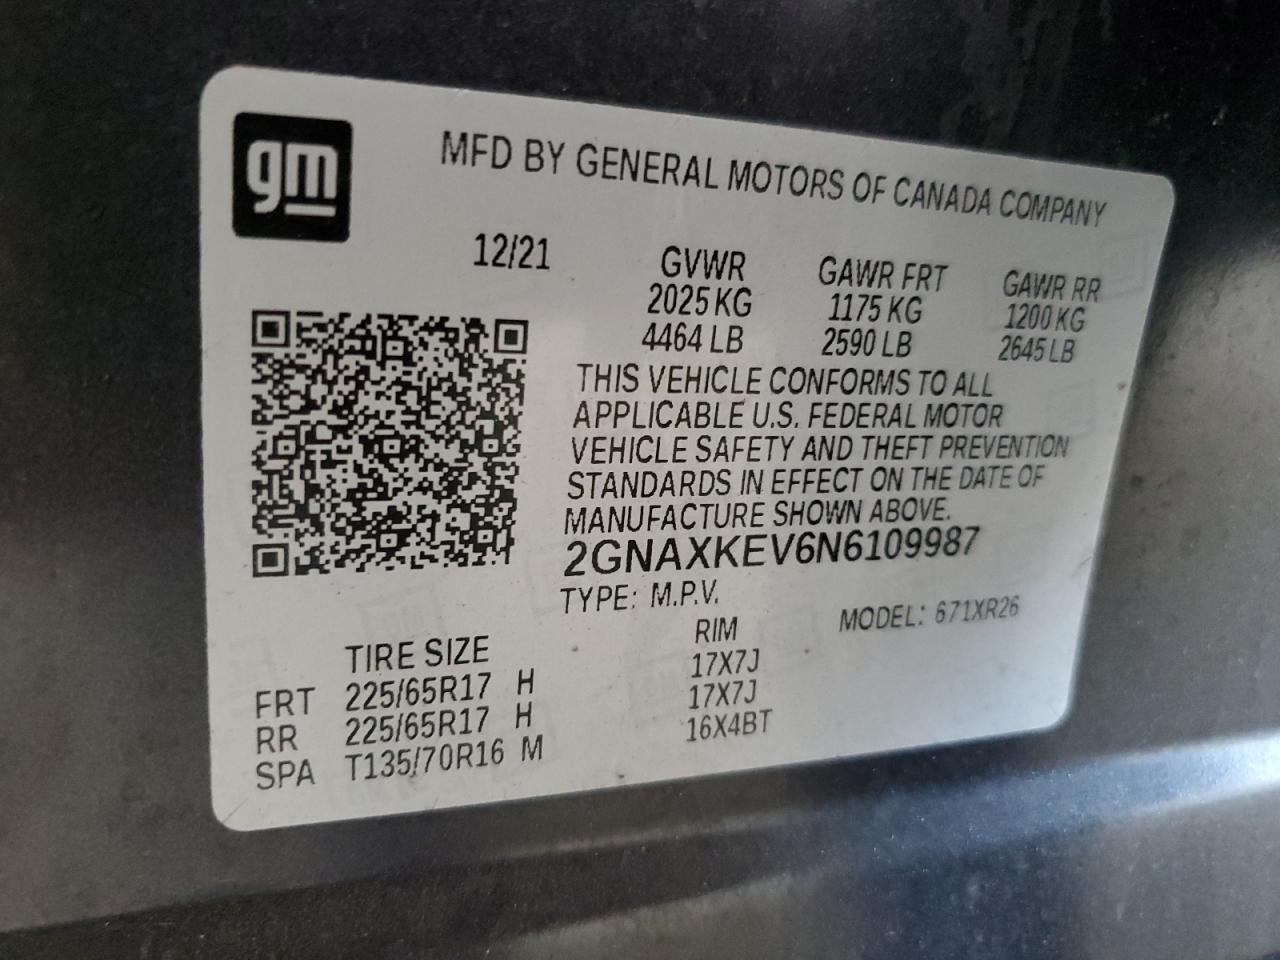 gm
MFD BY GENERAL MOTORS OF CANADA COMPANY
12/21 GVWR GAWR FRT GAWR RR
2025 KG 1175 KG 1200 KG
4464 LB 2590 LB 2645 LB
THIS VEHICLE CONFORMS TO ALL
APPLICABLE U.S. FEDERAL MOTOR
VEHICLE SAFETY AND THEFT PREVENTION
STANDARDS IN EFFECT ON THE DATE OF
MANUFACTURE SHOWN ABOVE.
2GNAXKEV6N6109987
TYPE: M.P.V. MODEL: 671XR26
TIRE SIZE RIM
FRT 225/65R17 H 17X7J
RR 225/65R17 H 17X7J
SPA T135/70R16 M 16X4BT